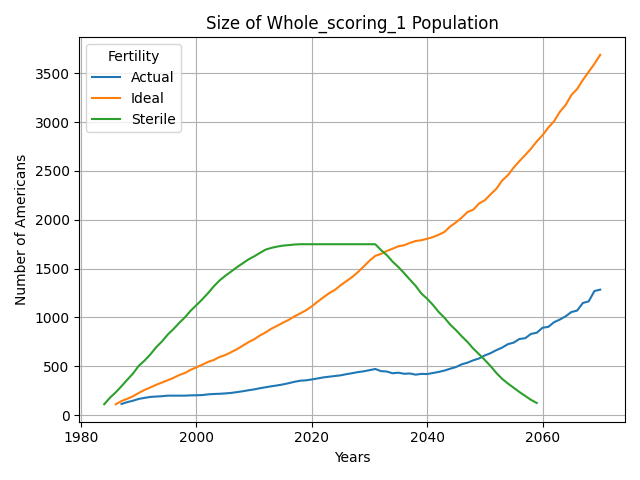 Size of Whole_scoring_1 Population
Fertility
Actual
Ideal
Sterile
Number of Americans
3500
3000
2500
2000
1500
1000
500
0
1980 2000 2020 2040 2060
Years